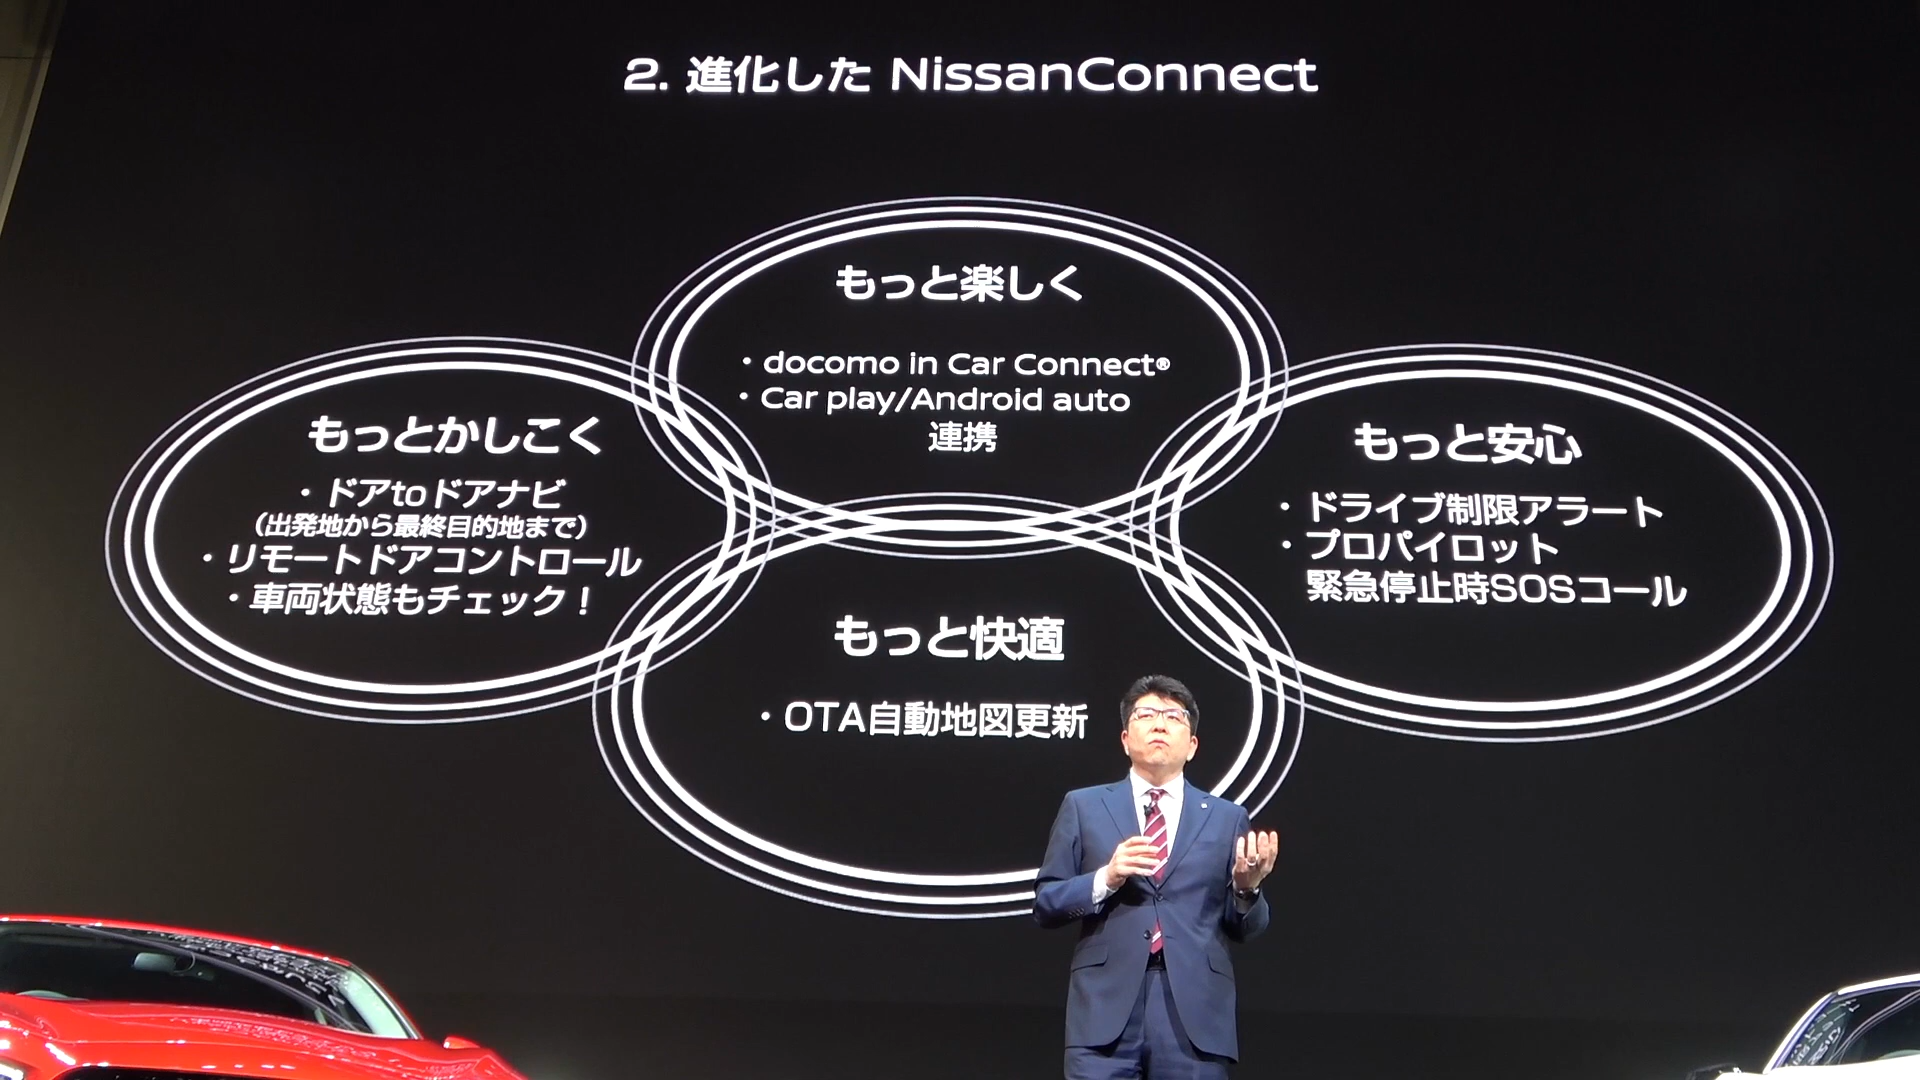 2. 進化した NissanConnect
もっと楽しく
・docomo in Car Connect®
・Car play/Android auto
連携
もっとかしこく
・ドアtoドアナビ
（出発地から最終目的地まで）
・リモートドアコントロール
・車両状態もチェック！
もっと安心
・ドライブ制限アラート
・プロパイロット
緊急停止時SOSコール
もっと快適
・OTA自動地図更新